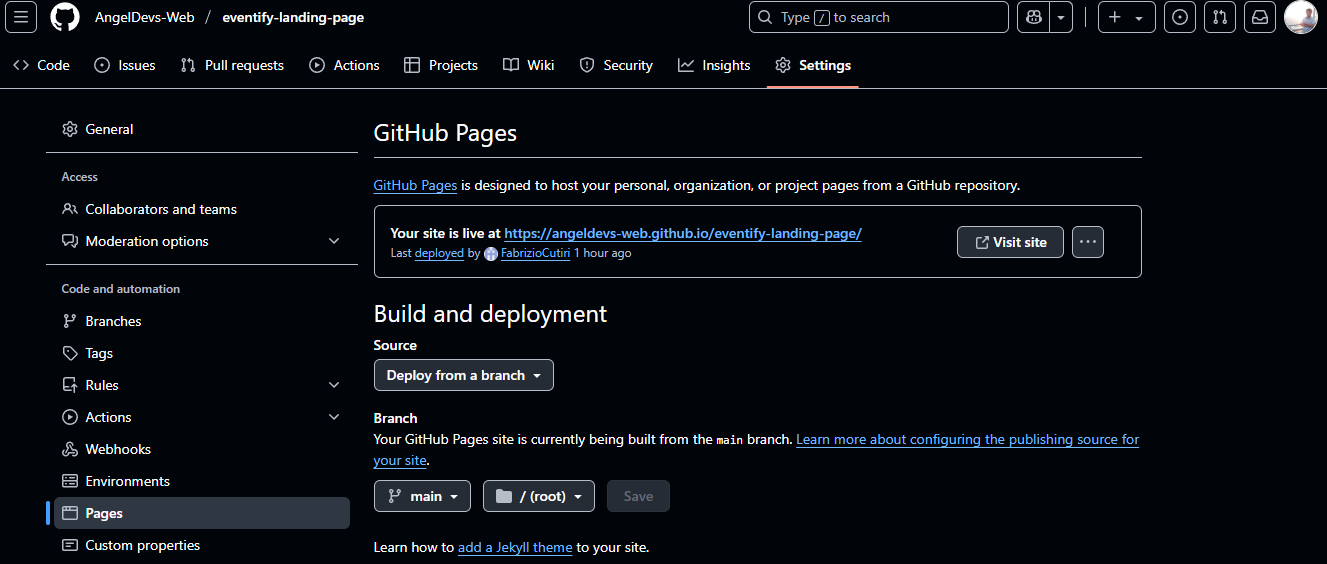 AngelDevs-Web / eventify-landing-page
Type / to search
Code
Issues
Pull requests
Actions
Projects
Wiki
Security
Insights
Settings
General
Access
Collaborators and teams
Moderation options
Code and automation
Branches
Tags
Rules
Actions
Webhooks
Environments
Pages
Custom properties
GitHub Pages
GitHub Pages is designed to host your personal, organization, or project pages from a GitHub repository.
Your site is live at https://angeldevs-web.github.io/eventify-landing-page/
Last deployed by FabrizioCutiri 1 hour ago
Visit site
Build and deployment
Source
Deploy from a branch
Branch
Your GitHub Pages site is currently being built from the main branch. Learn more about configuring the publishing source for
your site.
main
/ (root)
Save
Learn how to add a Jekyll theme to your site.